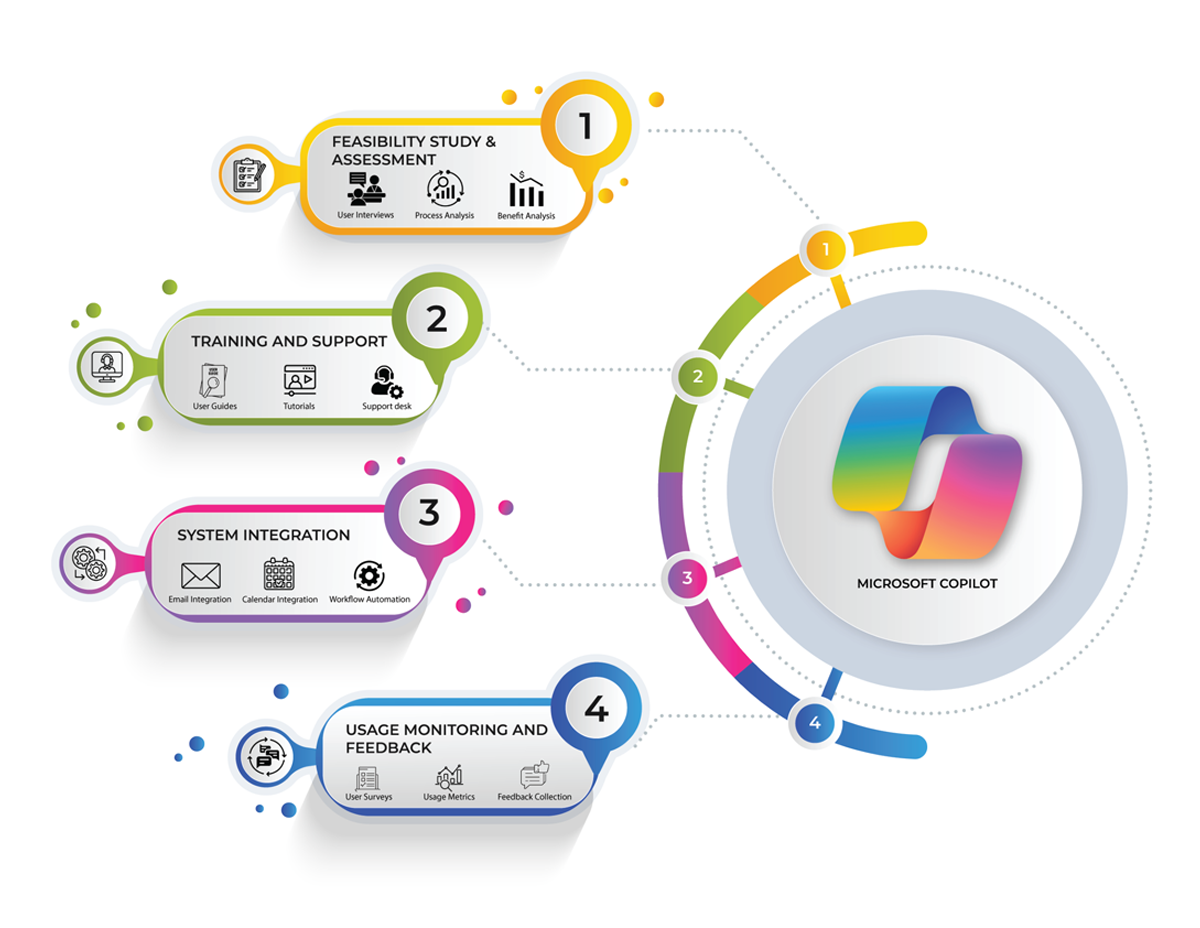 1
FEASIBILITY STUDY &
ASSESSMENT
User Interviews
Process Analysis
$
Benefit Analysis
2
TRAINING AND SUPPORT
USER
GUIDE
User Guides
Tutorials
Support desk
3
SYSTEM INTEGRATION
Email Integration
Calendar Integration
Workflow Automation
4
USAGE MONITORING AND
FEEDBACK
User Surveys
Usage Metrics
Feedback Collection
1
2
3
4
MICROSOFT COPILOT